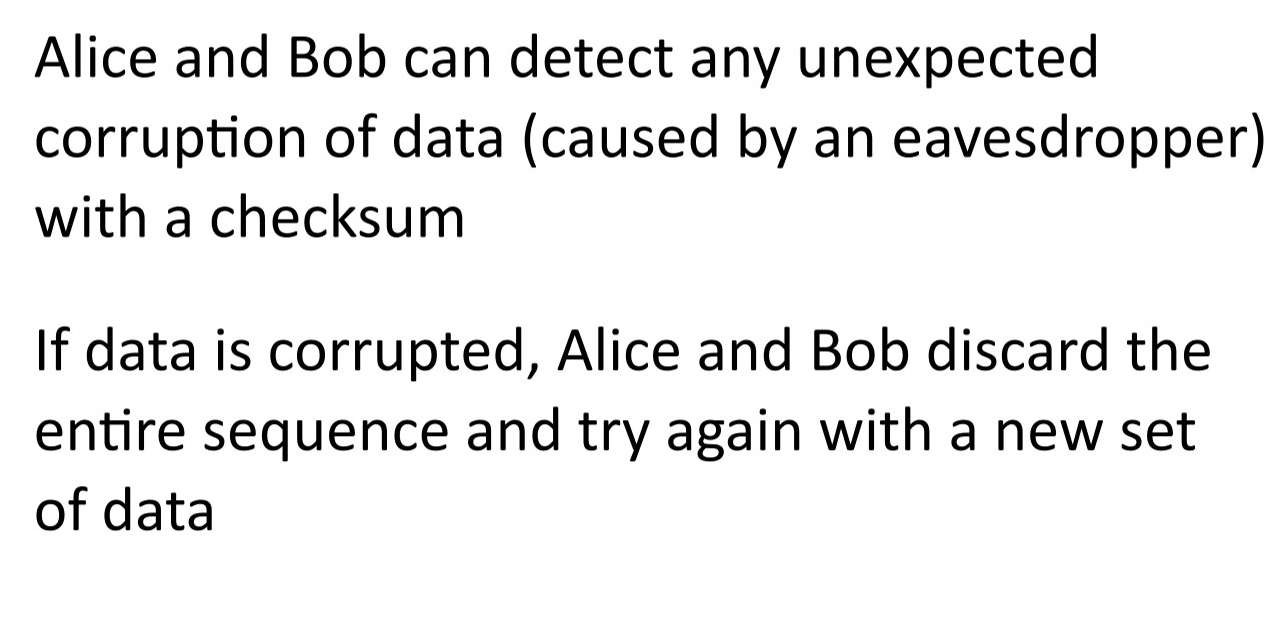 Alice and Bob can detect any unexpected
corruption of data (caused by an eavesdropper)
with a checksum
If data is corrupted, Alice and Bob discard the
entire sequence and try again with a new set
of data